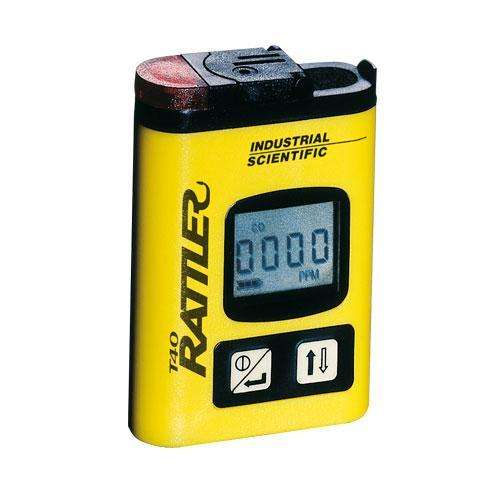 INDUSTRIAL
SCIENTIFIC
CO
0000
PPM
T40
RATTLER